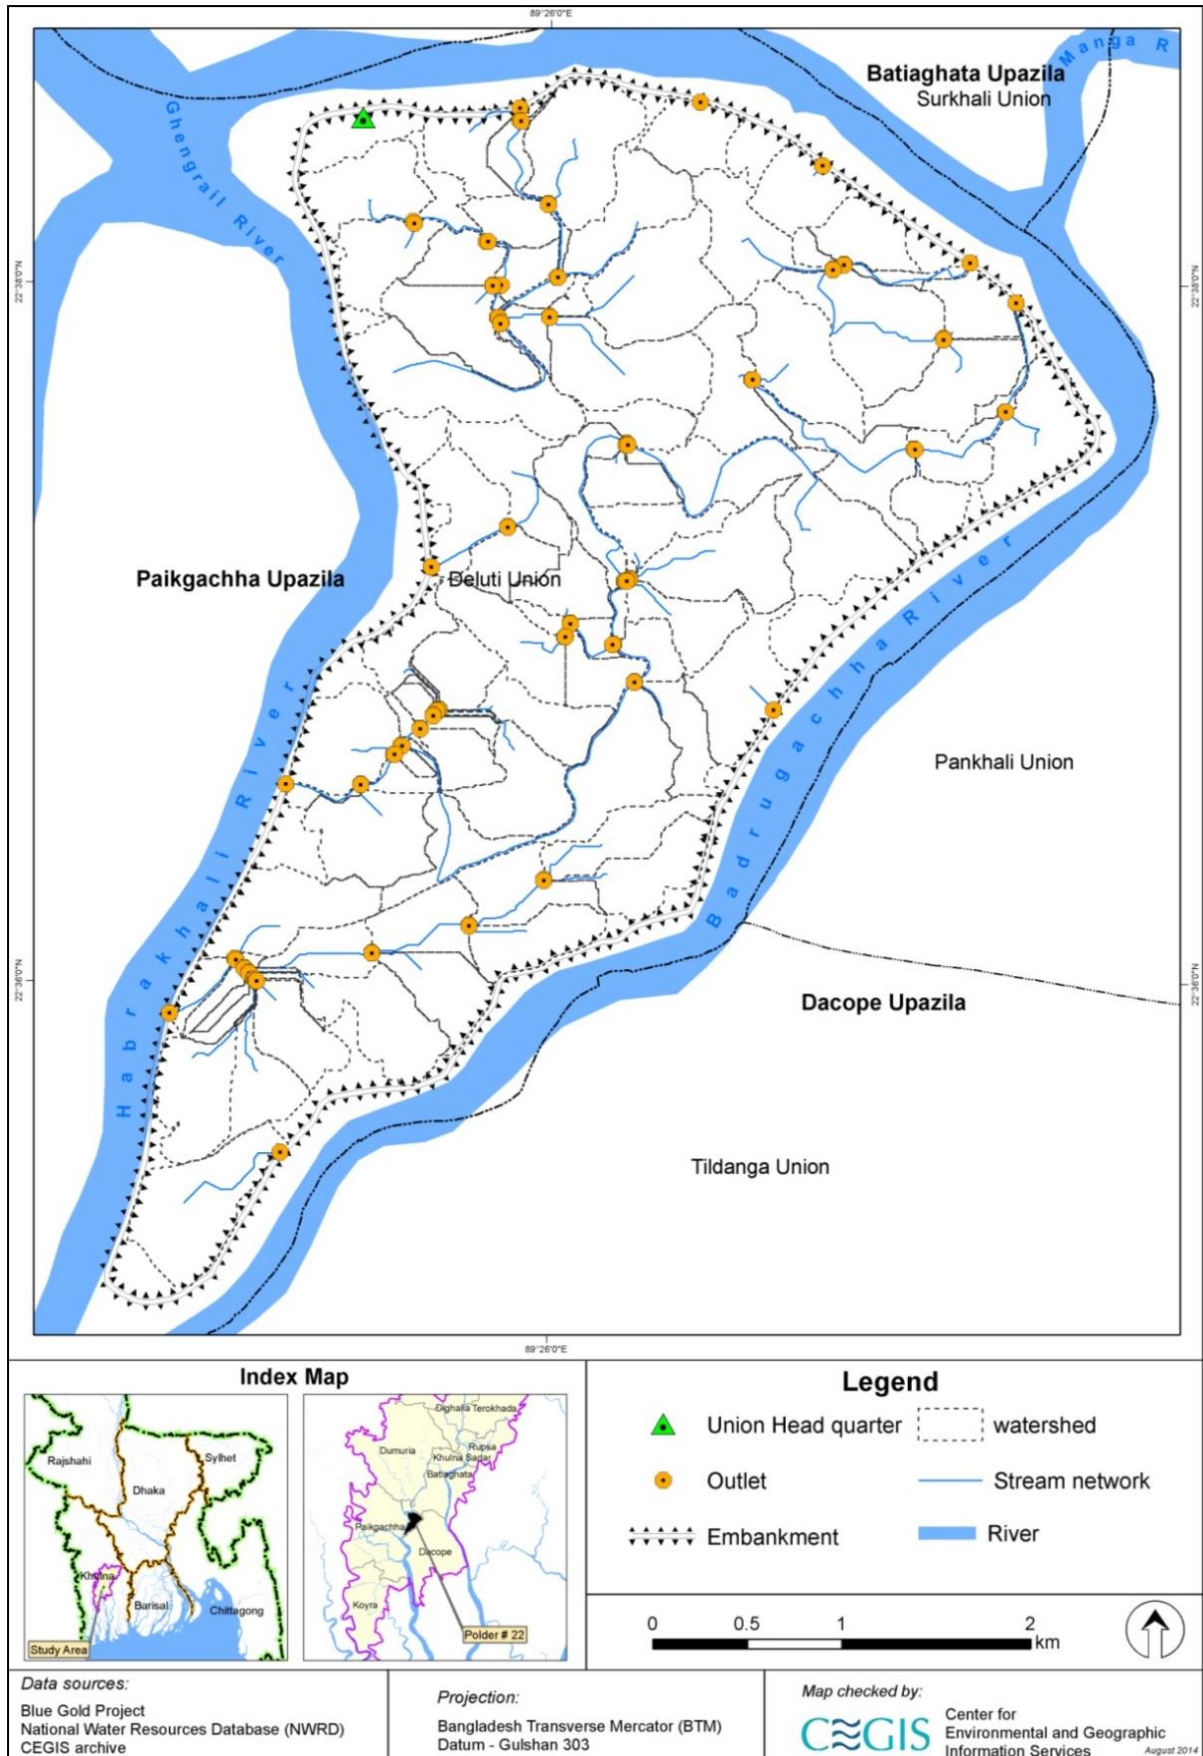 89°26'0"E
Manga R
Batiaghata Upazila
Surkhali Union
Ghengrail River
22°38'0"N
22°38'0"N
Paikgachha Upazila
Deluti Union
Badrugachha River
Pankhali Union
Habrakhali River
22°36'0"N
22°36'0"N
Dacope Upazila
Tildanga Union
89°26'0"E
Index Map
Rajshahi
Sylhet
Dhaka
Khulna
Barisal
Chittagong
Study Area
Dighalia Terokhada
Dumuria
Rupsa
Khulna Sadar
Batiaghata
Paikgachha
Dacope
Koyra
Polder # 22
Legend
Union Head quarter
watershed
Outlet
Stream network
Embankment
River
0 0.5 1 2
km
Data sources:
Blue Gold Project
National Water Resources Database (NWRD)
CEGIS archive
Projection:
Bangladesh Transverse Mercator (BTM)
Datum - Gulshan 303
Map checked by:
CEGIS
Center for
Environmental and Geographic
Information Services
August 2014